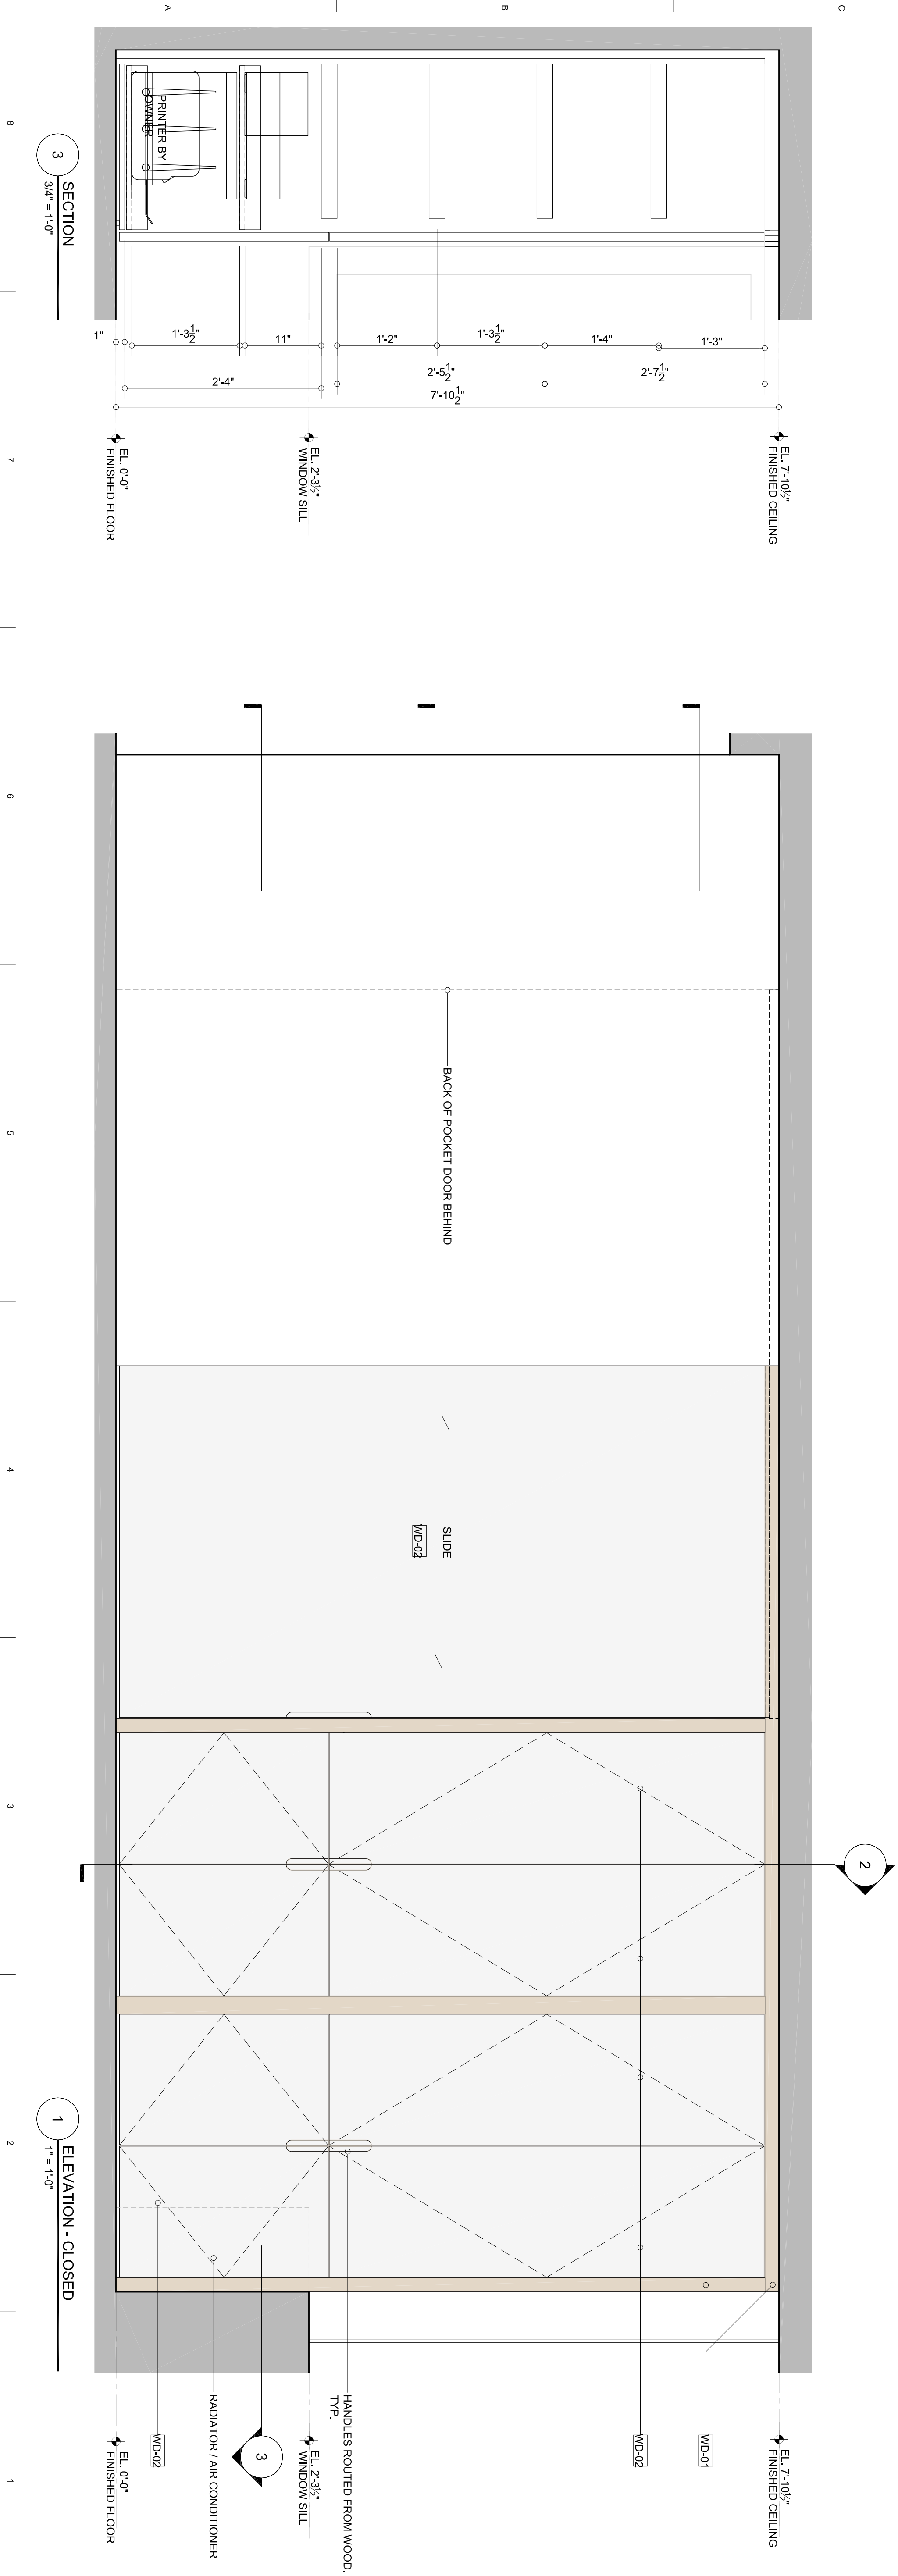 A
B
C
8
7
6
5
4
3
2
1
PRINTER BY
OWNER
1"
1'-3 1/2"
11"
1'-2"
1'-3 1/2"
1'-4"
1'-3"
2'-4"
2'-5 1/2"
2'-7 1/2"
7'-10 1/2"
EL. 7'-10 1/2"
FINISHED CEILING
EL. 2'-3 1/2"
WINDOW SILL
EL. 0'-0"
FINISHED FLOOR
3
SECTION
3/4" = 1'-0"
BACK OF POCKET DOOR BEHIND
SLIDE
WD-02
2
EL. 7'-10 1/2"
FINISHED CEILING
WD-01
WD-02
HANDLES ROUTED FROM WOOD,
TYP.
EL. 2'-3 1/2"
WINDOW SILL
3
RADIATOR / AIR CONDITIONER
WD-02
EL. 0'-0"
FINISHED FLOOR
1
ELEVATION - CLOSED
1" = 1'-0"